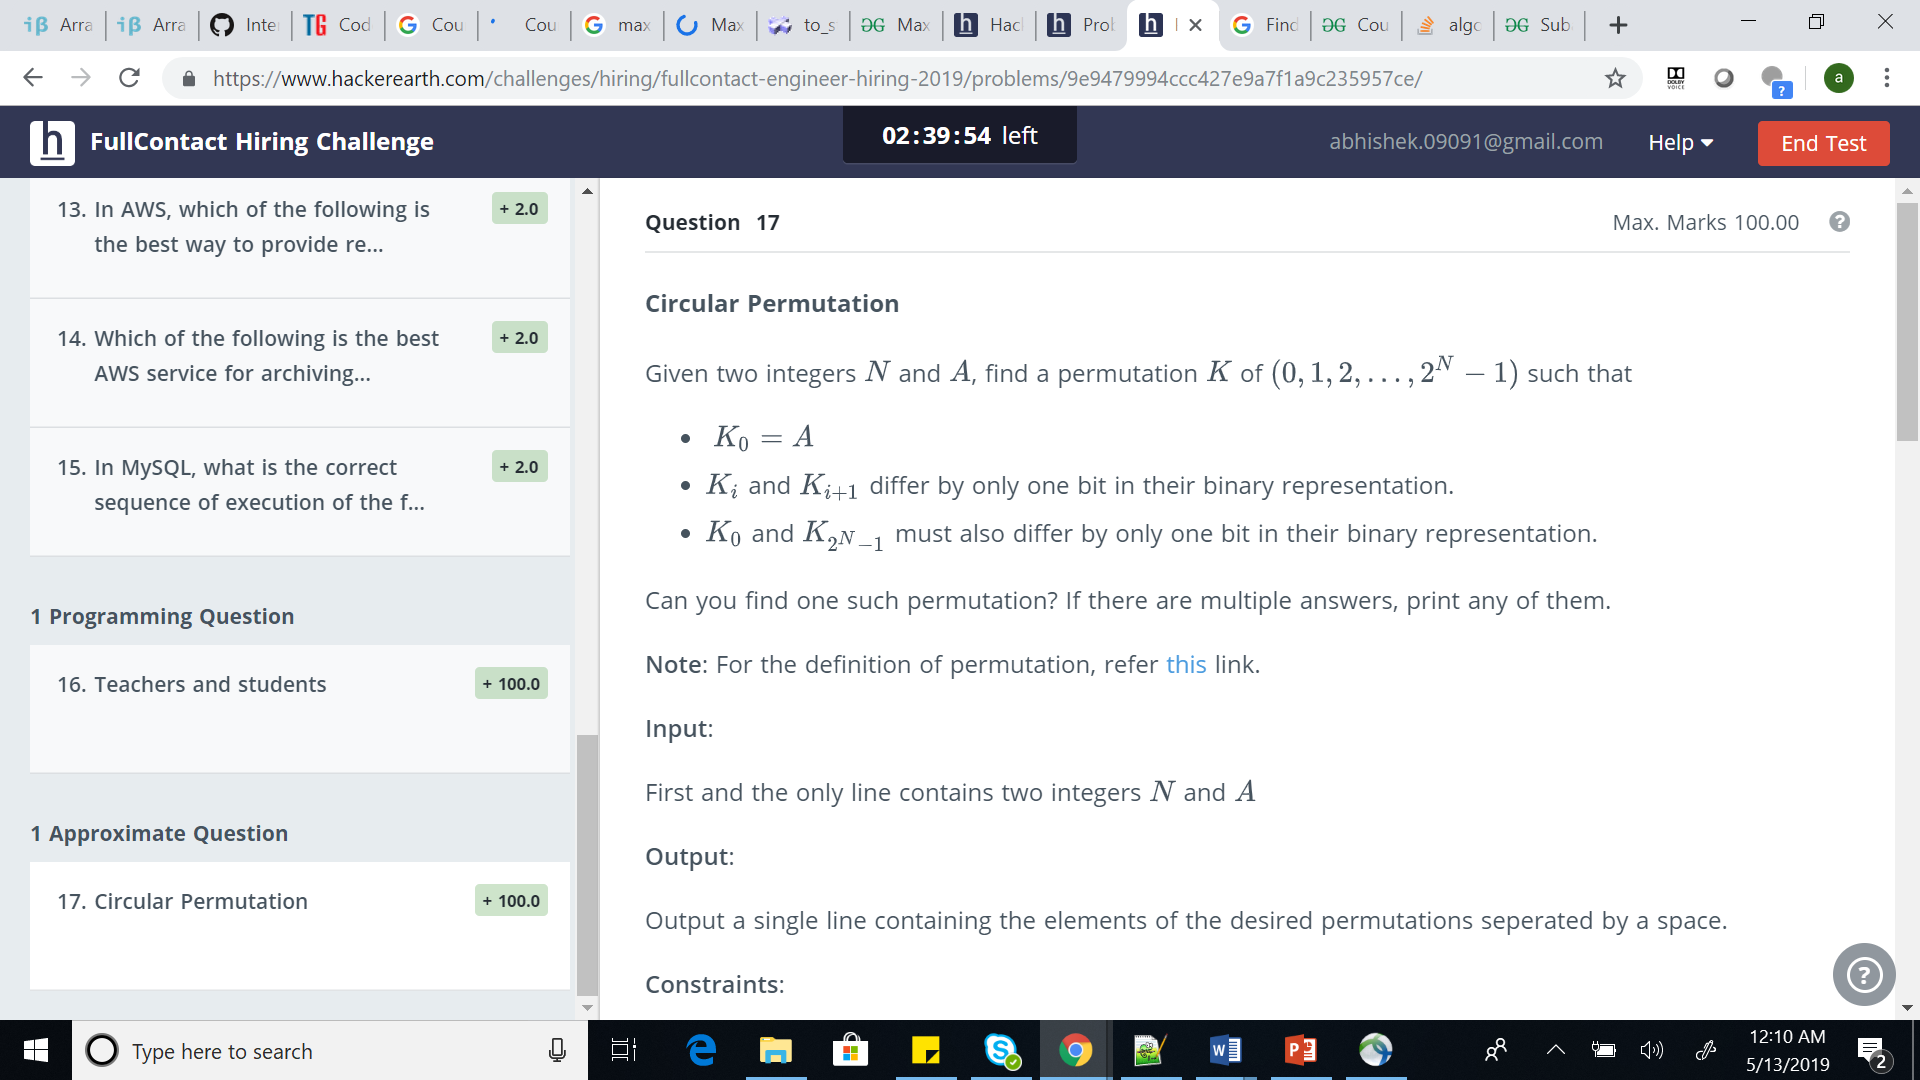 iβ Arra
iβ Arra
Inte
TG Cod
Cou
Cou
max
Max
to_s
Max
h Hac
h Prob
h
Find
Cou
algo
Sub
https://www.hackerearth.com/challenges/hiring/fullcontact-engineer-hiring-2019/problems/9e9479994ccc427e9a7f1a9c235957ce/
DOLBY
VOICE
?
a
h FullContact Hiring Challenge
02:39:54 left
abhishek.09091@gmail.com
Help
End Test
13. In AWS, which of the following is
the best way to provide re...
+ 2.0
14. Which of the following is the best
AWS service for archiving...
+ 2.0
15. In MySQL, what is the correct
sequence of execution of the f...
+ 2.0
1 Programming Question
16. Teachers and students
+ 100.0
1 Approximate Question
17. Circular Permutation
+ 100.0
Question 17
Max. Marks 100.00
?
Circular Permutation
Given two integers N and A, find a permutation K of (0, 1, 2, ..., 2^N − 1) such that
• K_0 = A
• K_i and K_{i+1} differ by only one bit in their binary representation.
• K_0 and K_{2^N−1} must also differ by only one bit in their binary representation.
Can you find one such permutation? If there are multiple answers, print any of them.
Note: For the definition of permutation, refer this link.
Input:
First and the only line contains two integers N and A
Output:
Output a single line containing the elements of the desired permutations seperated by a space.
Constraints:
?
Type here to search
12:10 AM
5/13/2019
2